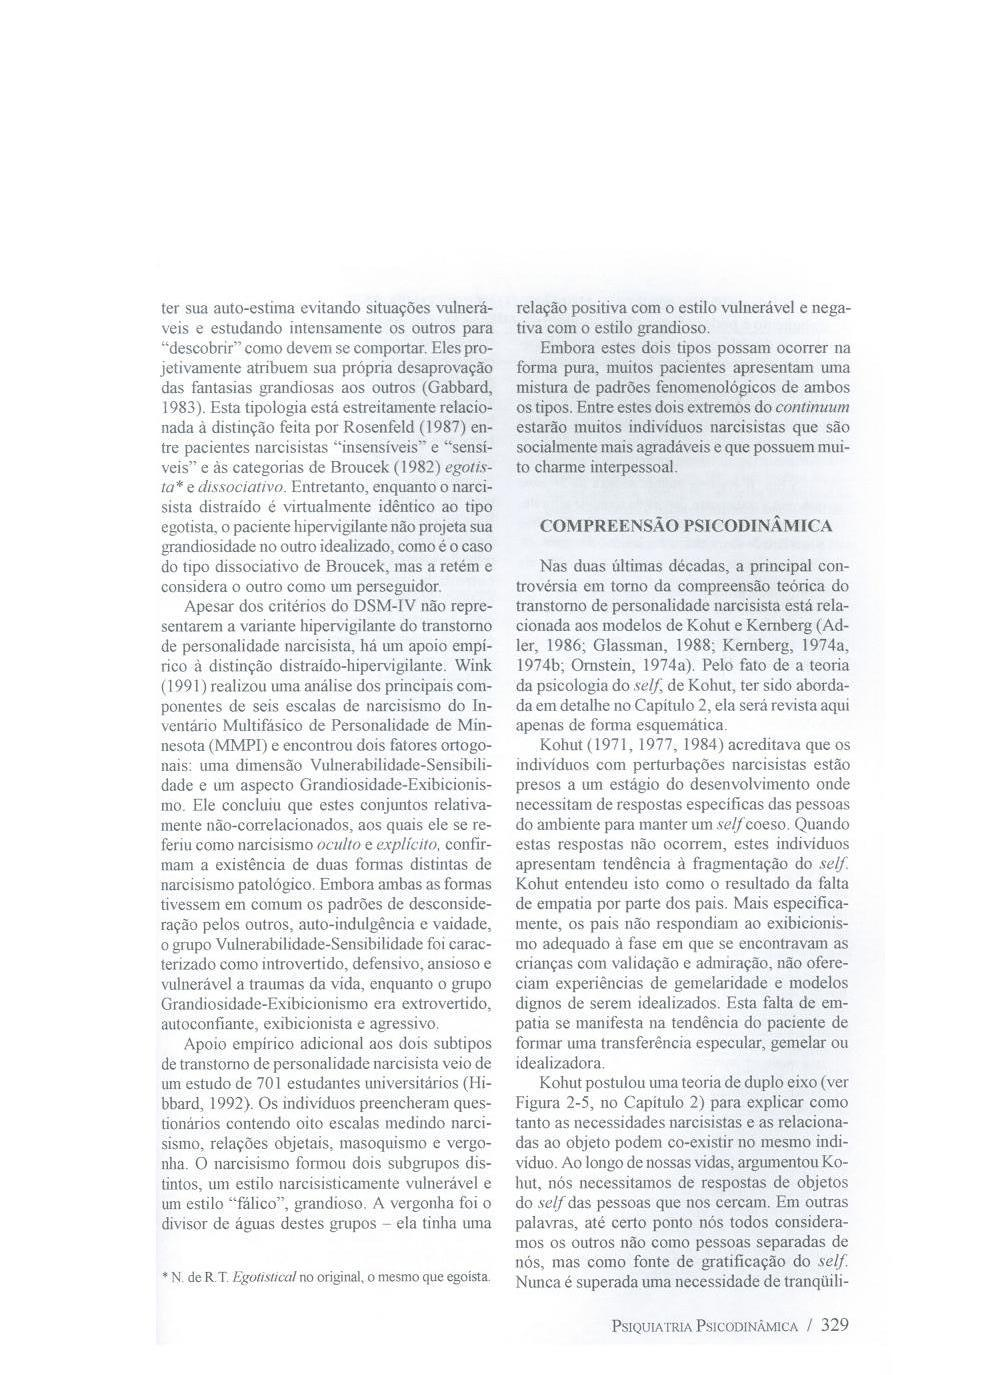 ter sua auto-estima evitando situações vulnerá-
veis e estudando intensamente os outros para
“descobrir” como devem se comportar. Eles pro-
jetivamente atribuem sua própria desaprovação
das fantasias grandiosas aos outros (Gabbard,
1983). Esta tipologia está estreitamente relacio-
nada à distinção feita por Rosenfeld (1987) en-
tre pacientes narcisistas “insensíveis” e “sensí-
veis” e às categorias de Broucek (1982) egotis-
ta* e dissociativo. Entretanto, enquanto o narci-
sista distraído é virtualmente idêntico ao tipo
egotista, o paciente hipervigilante não projeta sua
grandiosidade no outro idealizado, como é o caso
do tipo dissociativo de Broucek, mas a retém e
considera o outro como um perseguidor.
Apesar dos critérios do DSM-IV não repre-
sentarem a variante hipervigilante do transtorno
de personalidade narcisista, há um apoio empí-
rico à distinção distraído-hipervigilante. Wink
(1991) realizou uma análise dos principais com-
ponentes de seis escalas de narcisismo do In-
ventário Multifásico de Personalidade de Min-
nesota (MMPI) e encontrou dois fatores ortogo-
nais: uma dimensão Vulnerabilidade-Sensibili-
dade e um aspecto Grandiosidade-Exibicionis-
mo. Ele concluiu que estes conjuntos relativa-
mente não-correlacionados, aos quais ele se re-
feriu como narcisismo oculto e explícito, confir-
mam a existência de duas formas distintas de
narcisismo patológico. Embora ambas as formas
tivessem em comum os padrões de desconside-
ração pelos outros, auto-indulgência e vaidade,
o grupo Vulnerabilidade-Sensibilidade foi carac-
terizado como introvertido, defensivo, ansioso e
vulnerável a traumas da vida, enquanto o grupo
Grandiosidade-Exibicionismo era extrovertido,
autoconfiante, exibicionista e agressivo.
Apoio empírico adicional aos dois subtipos
de transtorno de personalidade narcisista veio de
um estudo de 701 estudantes universitários (Hi-
bbard, 1992). Os indivíduos preencheram ques-
tionários contendo oito escalas medindo narci-
sismo, relações objetais, masoquismo e vergo-
nha. O narcisismo formou dois subgrupos dis-
tintos, um estilo narcisisticamente vulnerável e
um estilo “fálico”, grandioso. A vergonha foi o
divisor de águas destes grupos – ela tinha uma
* N. de R.T. Egotistical no original, o mesmo que egoísta.
relação positiva com o estilo vulnerável e nega-
tiva com o estilo grandioso.
Embora estes dois tipos possam ocorrer na
forma pura, muitos pacientes apresentam uma
mistura de padrões fenomenológicos de ambos
os tipos. Entre estes dois extremos do continuum
estarão muitos indivíduos narcisistas que são
socialmente mais agradáveis e que possuem mui-
to charme interpessoal.
COMPREENSÃO PSICODINÂMICA
Nas duas últimas décadas, a principal con-
trovérsia em torno da compreensão teórica do
transtorno de personalidade narcisista está rela-
cionada aos modelos de Kohut e Kernberg (Ad-
ler, 1986; Glassman, 1988; Kernberg, 1974a,
1974b; Ornstein, 1974a). Pelo fato de a teoria
da psicologia do self, de Kohut, ter sido aborda-
da em detalhe no Capítulo 2, ela será revista aqui
apenas de forma esquemática.
Kohut (1971, 1977, 1984) acreditava que os
indivíduos com perturbações narcisistas estão
presos a um estágio do desenvolvimento onde
necessitam de respostas específicas das pessoas
do ambiente para manter um self coeso. Quando
estas respostas não ocorrem, estes indivíduos
apresentam tendência à fragmentação do self.
Kohut entendeu isto como o resultado da falta
de empatia por parte dos pais. Mais especifica-
mente, os pais não respondiam ao exibicionis-
mo adequado à fase em que se encontravam as
crianças com validação e admiração, não ofere-
ciam experiências de gemelaridade e modelos
dignos de serem idealizados. Esta falta de em-
patia se manifesta na tendência do paciente de
formar uma transferência especular, gemelar ou
idealizadora.
Kohut postulou uma teoria de duplo eixo (ver
Figura 2-5, no Capítulo 2) para explicar como
tanto as necessidades narcisistas e as relaciona-
das ao objeto podem co-existir no mesmo indi-
víduo. Ao longo de nossas vidas, argumentou Ko-
hut, nós necessitamos de respostas de objetos
do self das pessoas que nos cercam. Em outras
palavras, até certo ponto nós todos considera-
mos os outros não como pessoas separadas de
nós, mas como fonte de gratificação do self.
Nunca é superada uma necessidade de tranqüili-
PSIQUIATRIA PSICODINÂMICA / 329